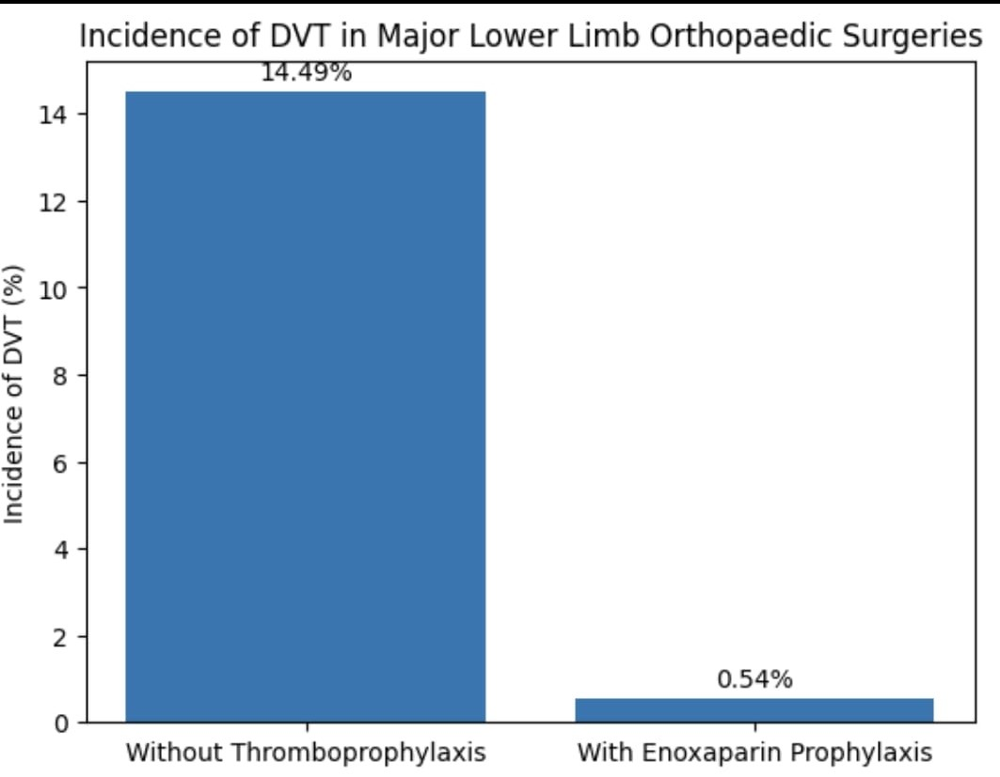 Incidence of DVT in Major Lower Limb Orthopaedic Surgeries
14.49%
14
12
10
8
6
4
2
0
Incidence of DVT (%)
0.54%
Without Thromboprophylaxis
With Enoxaparin Prophylaxis